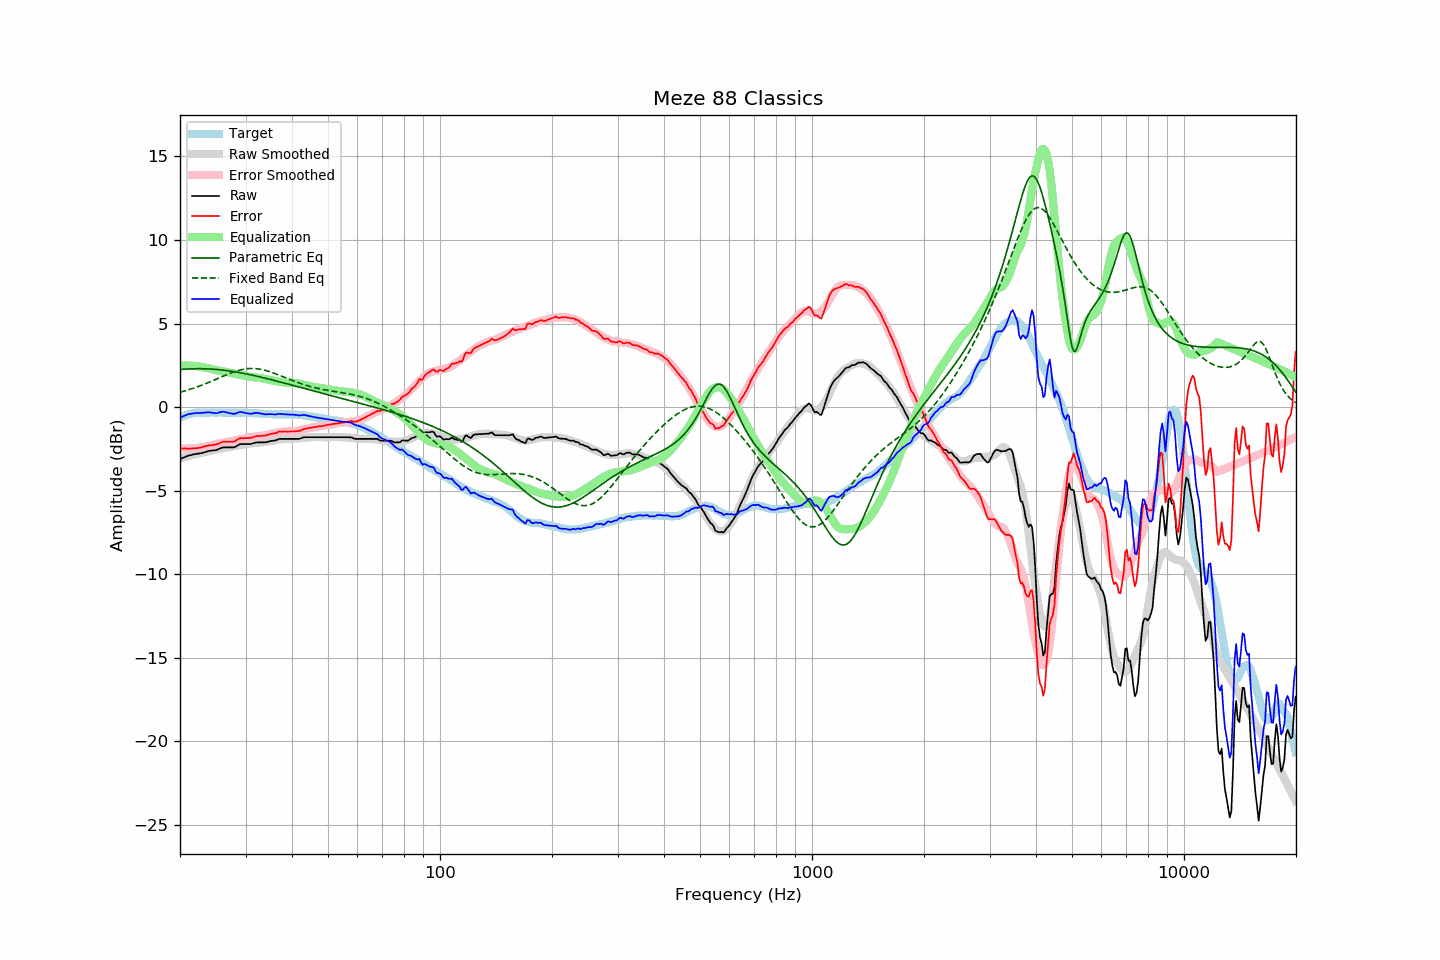 Meze 88 Classics
Target
Raw Smoothed
Error Smoothed
Raw
Error
Equalization
Parametric Eq
Fixed Band Eq
Equalized
15
10
5
0
−5
−10
−15
−20
−25
Amplitude (dBr)
100
1000
10000
Frequency (Hz)